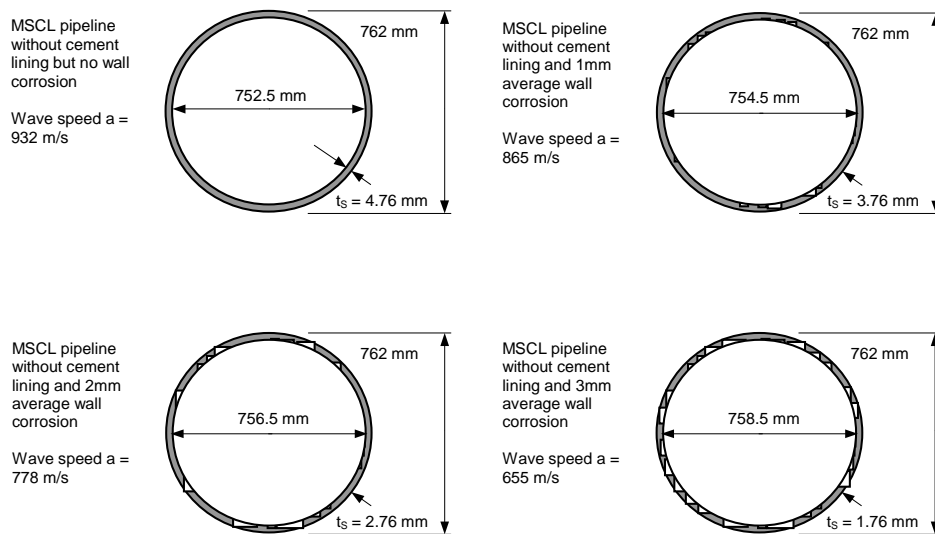 MSCL pipeline
without cement
lining but no wall
corrosion
Wave speed a =
932 m/s
762 mm
752.5 mm
tS = 4.76 mm
MSCL pipeline
without cement
lining and 1mm
average wall
corrosion
Wave speed a =
865 m/s
762 mm
754.5 mm
tS = 3.76 mm
MSCL pipeline
without cement
lining and 2mm
average wall
corrosion
Wave speed a =
778 m/s
762 mm
756.5 mm
tS = 2.76 mm
MSCL pipeline
without cement
lining and 3mm
average wall
corrosion
Wave speed a =
655 m/s
762 mm
758.5 mm
tS = 1.76 mm